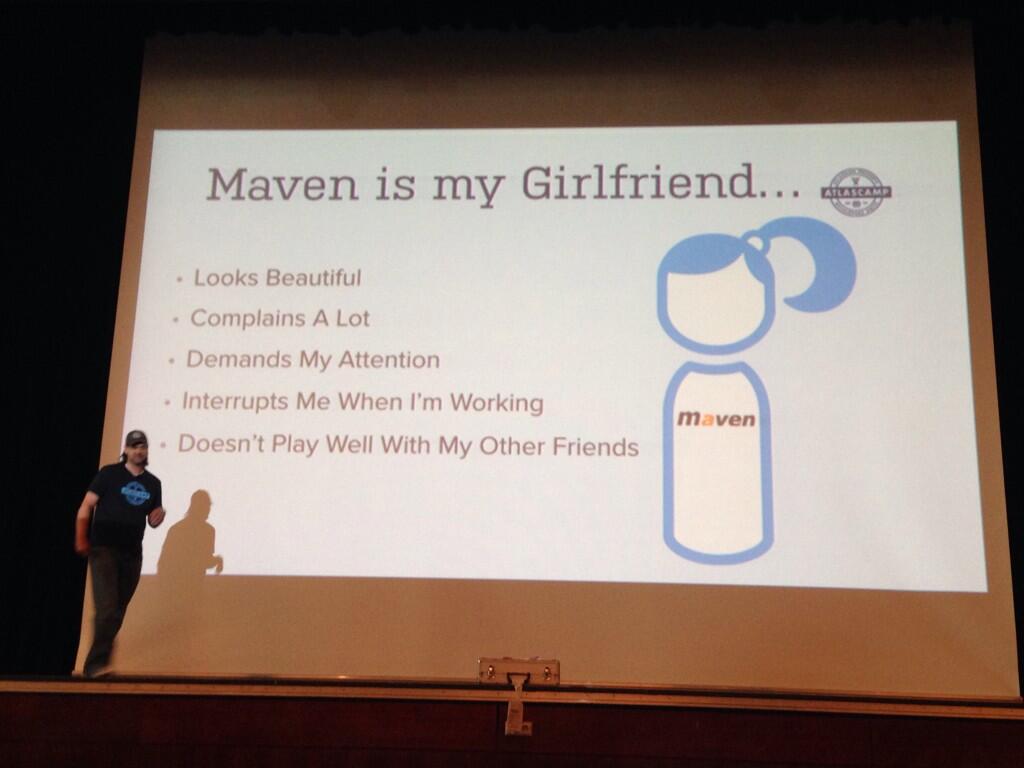 Maven is my Girlfriend...
ATLASCAMP
• Looks Beautiful
• Complains A Lot
• Demands My Attention
• Interrupts Me When I'm Working
• Doesn't Play Well With My Other Friends
maven